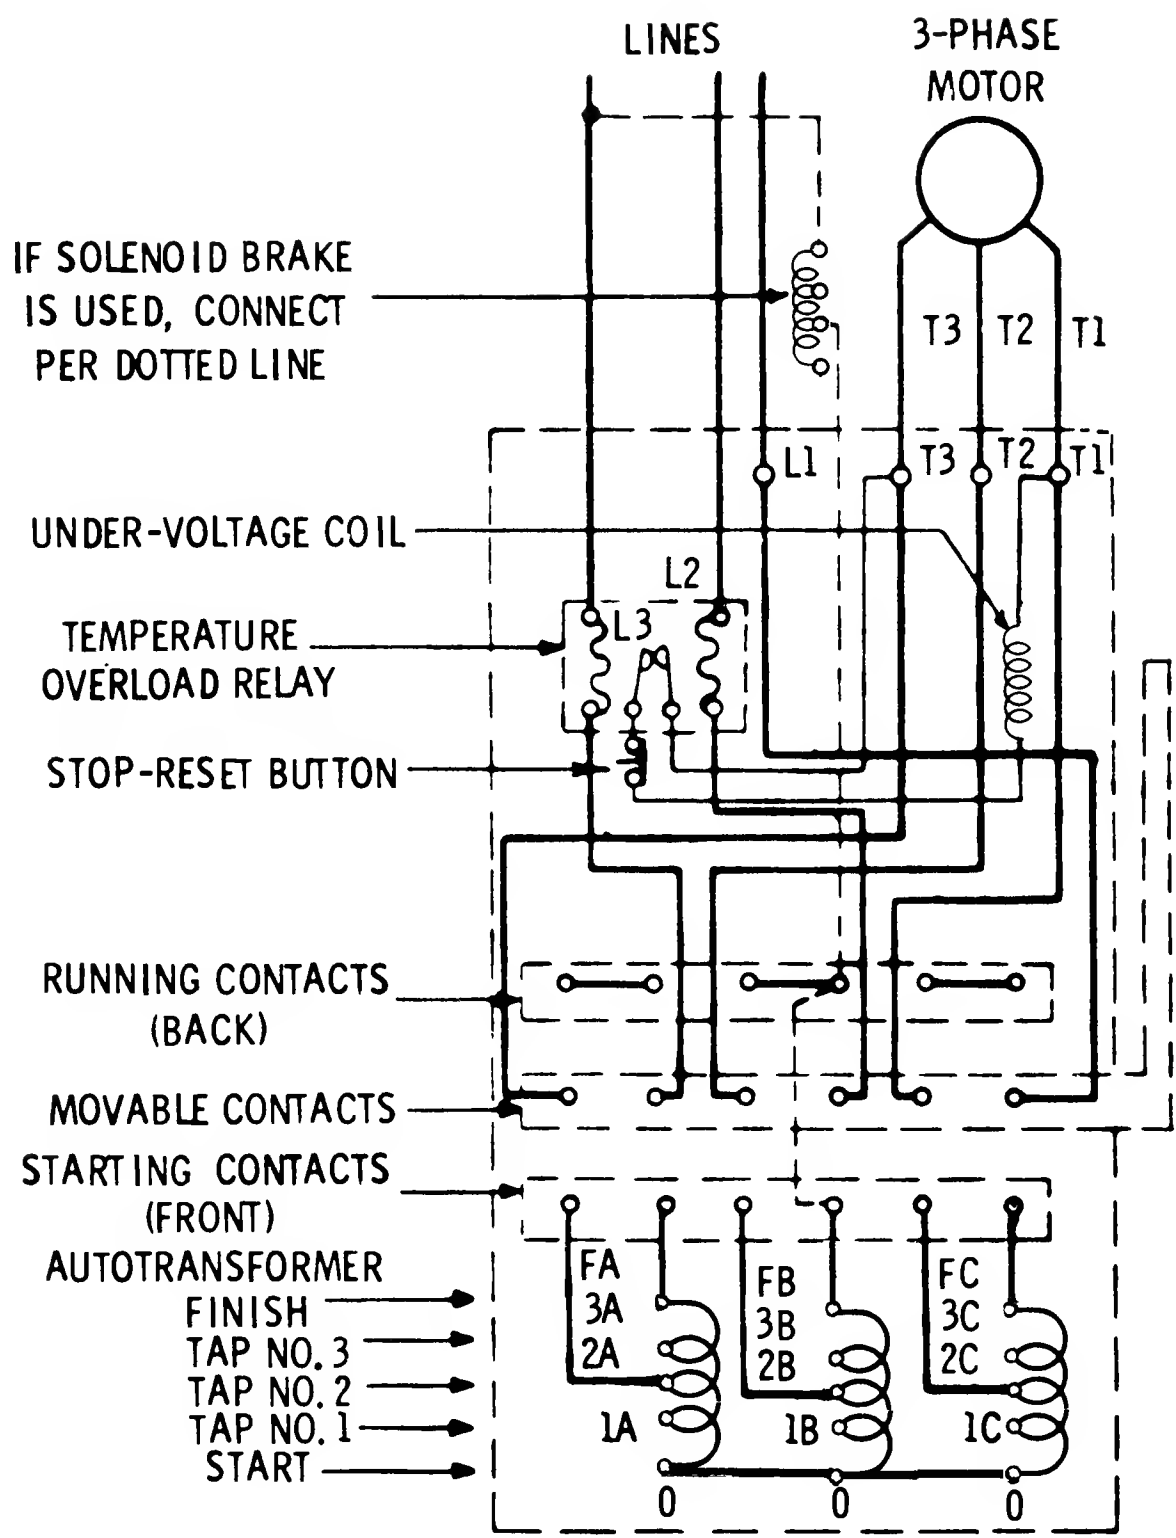 LINES
3-PHASE
MOTOR
IF SOLENOID BRAKE
IS USED, CONNECT
PER DOTTED LINE
T3 T2 T1
L1 T3 T2 T1
UNDER-VOLTAGE COIL
L2
L3
TEMPERATURE
OVERLOAD RELAY
STOP-RESET BUTTON
RUNNING CONTACTS
(BACK)
MOVABLE CONTACTS
STARTING CONTACTS
(FRONT)
AUTOTRANSFORMER
FINISH
TAP NO. 3
TAP NO. 2
TAP NO. 1
START
FA
3A
2A
1A
0
FB
3B
2B
1B
0
FC
3C
2C
1C
0